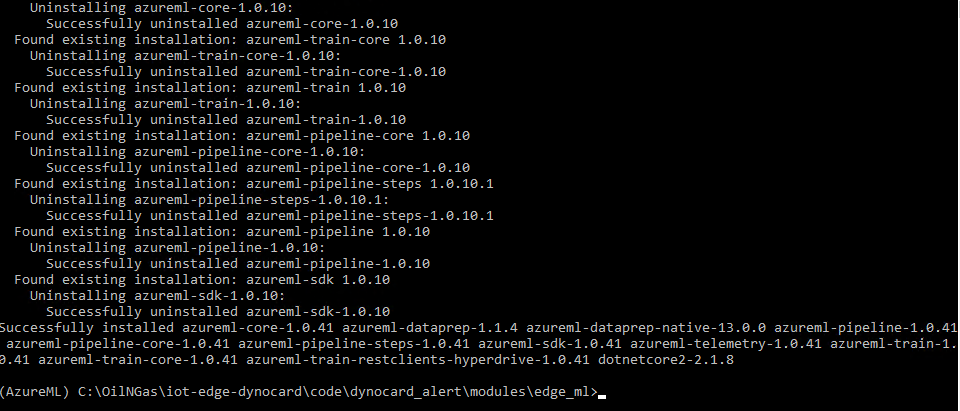 Uninstalling azureml-core-1.0.10:
Successfully uninstalled azureml-core-1.0.10
Found existing installation: azureml-train-core 1.0.10
Uninstalling azureml-train-core-1.0.10:
Successfully uninstalled azureml-train-core-1.0.10
Found existing installation: azureml-train 1.0.10
Uninstalling azureml-train-1.0.10:
Successfully uninstalled azureml-train-1.0.10
Found existing installation: azureml-pipeline-core 1.0.10
Uninstalling azureml-pipeline-core-1.0.10:
Successfully uninstalled azureml-pipeline-core-1.0.10
Found existing installation: azureml-pipeline-steps 1.0.10.1
Uninstalling azureml-pipeline-steps-1.0.10.1:
Successfully uninstalled azureml-pipeline-steps-1.0.10.1
Found existing installation: azureml-pipeline 1.0.10
Uninstalling azureml-pipeline-1.0.10:
Successfully uninstalled azureml-pipeline-1.0.10
Found existing installation: azureml-sdk 1.0.10
Uninstalling azureml-sdk-1.0.10:
Successfully uninstalled azureml-sdk-1.0.10
Successfully installed azureml-core-1.0.41 azureml-dataprep-1.1.4 azureml-dataprep-native-13.0.0 azureml-pipeline-1.0.41
azureml-pipeline-core-1.0.41 azureml-pipeline-steps-1.0.41 azureml-sdk-1.0.41 azureml-telemetry-1.0.41 azureml-train-1.
0.41 azureml-train-core-1.0.41 azureml-train-restclients-hyperdrive-1.0.41 dotnetcore2-2.1.8
(AzureML) C:\OilNGas\iot-edge-dynocard\code\dynocard_alert\modules\edge_ml>